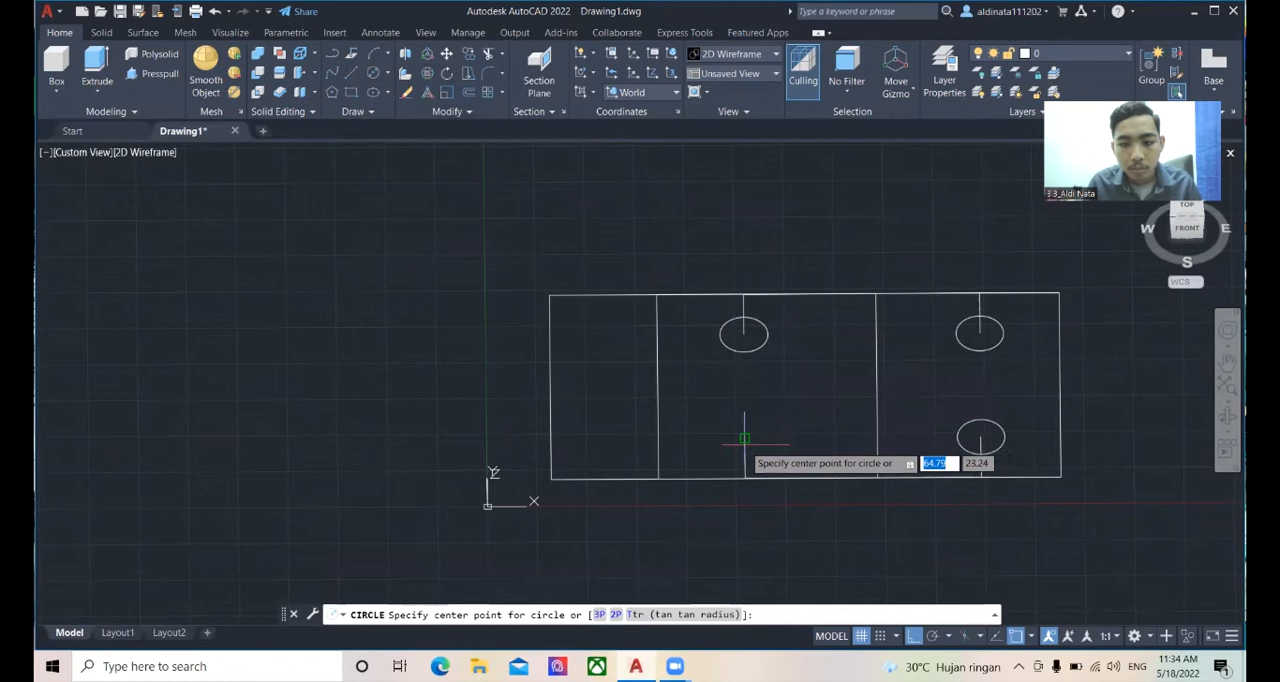 Share
Autodesk AutoCAD 2022 Drawing1.dwg
Type a keyword or phrase
aldinata111202
Home Solid Surface Mesh Visualize Parametric Insert Annotate View Manage Output Add-ins Collaborate Express Tools Featured Apps
Polysolid
Presspull
Box
Extrude
Smooth
Object
Section
Plane
2D Wireframe
Unsaved View
World
Culling
No Filter
Move
Gizmo
Layer
Properties
0
Group
Base
Modeling
Mesh
Solid Editing
Draw
Modify
Section
Coordinates
View
Selection
Layers
Start
Drawing1*
[−][Custom View][2D Wireframe]
Aldi Nata
TOP
FRONT
W
E
S
WCS
Specify center point for circle or 64.79 23.24
Y
X
CIRCLE Specify center point for circle or [3P 2P Ttr (tan tan radius)]:
Model Layout1 Layout2
MODEL
1:1
Type here to search
30°C Hujan ringan
ENG
11:34 AM
5/18/2022
1